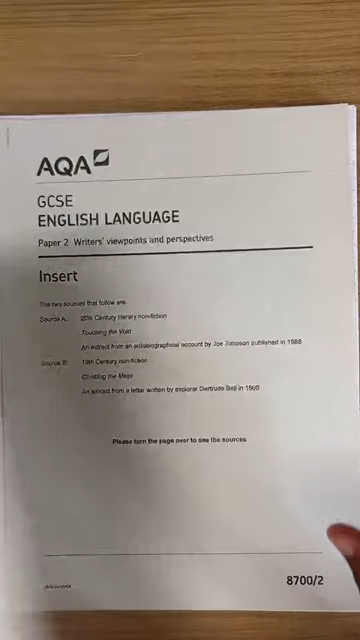 AQA
GCSE
ENGLISH LANGUAGE
Paper 2 Writers' viewpoints and perspectives
Insert
The two sources that follow are:
Source A: 20th Century literary non-fiction
Touching the Void
An extract from an autobiographical account by Joe Simpson published in 1988
Source B: 19th Century non-fiction
Climbing the Meije
An extract from a letter written by explorer Gertrude Bell in 1899
Please turn the page over to see the sources
8700/2